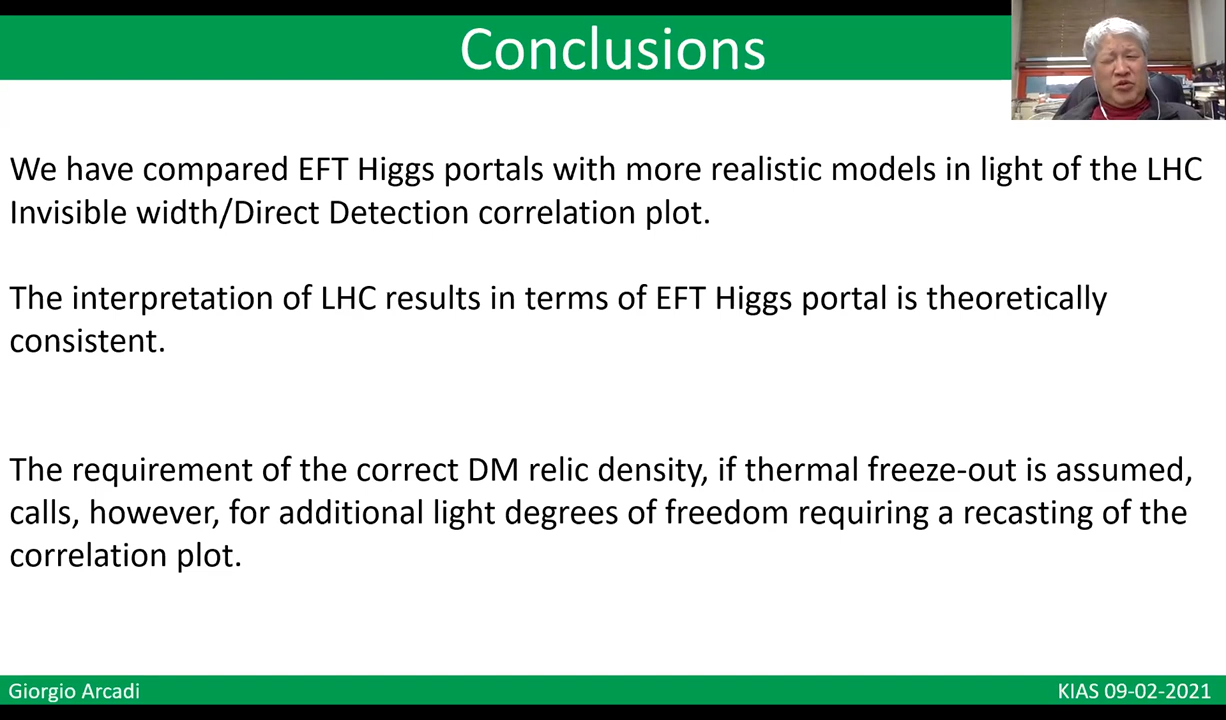 Conclusions
We have compared EFT Higgs portals with more realistic models in light of the LHC
Invisible width/Direct Detection correlation plot.
The interpretation of LHC results in terms of EFT Higgs portal is theoretically
consistent.
The requirement of the correct DM relic density, if thermal freeze-out is assumed,
calls, however, for additional light degrees of freedom requiring a recasting of the
correlation plot.
Giorgio Arcadi
KIAS 09-02-2021